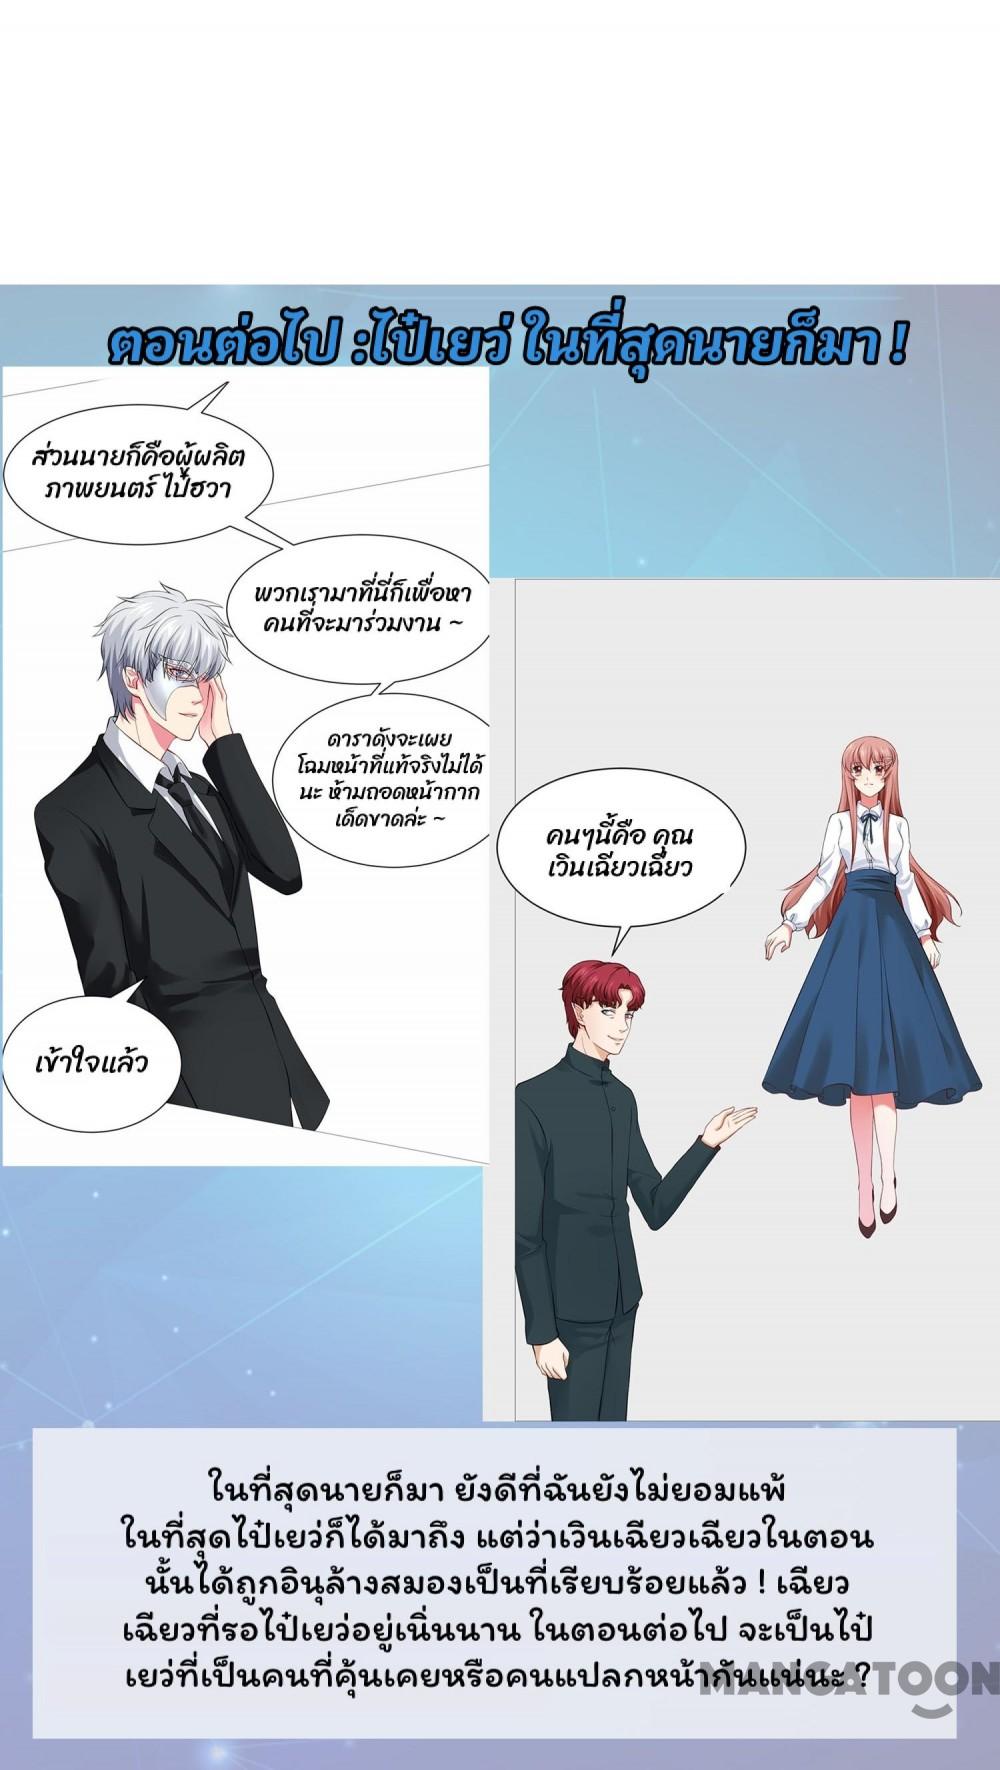 ตอนต่อไป :ไป๋เยว่ ในที่สุดนายก็มา !
ส่วนนายก็คือผู้ผลิต
ภาพยนตร์ ไป๋ฮวา
พวกเรามาที่นี่ก็เพื่อหา
คนที่จะมาร่วมงาน ~
ดาราดังจะเผย
โฉมหน้าที่แท้จริงไม่ได้
นะ ห้ามถอดหน้ากาก
เด็ดขาดล่ะ ~
เข้าใจแล้ว
คนๆนี้คือ คุณ
เวินเฉียวเฉียว
ในที่สุดนายก็มา ยังดีที่ฉันยังไม่ยอมแพ้
ในที่สุดไป๋เยว่ก็ได้มาถึง แต่ว่าเวินเฉียวเฉียวในตอน
นั้นได้ถูกอินุล้างสมองเป็นที่เรียบร้อยแล้ว ! เฉียว
เฉียวที่รอไป๋เยว่อยู่เนิ่นนาน ในตอนต่อไป จะเป็นไป๋
เยว่ที่เป็นคนที่คุ้นเคยหรือคนแปลกหน้ากันแน่นะ ?
MANGATOON